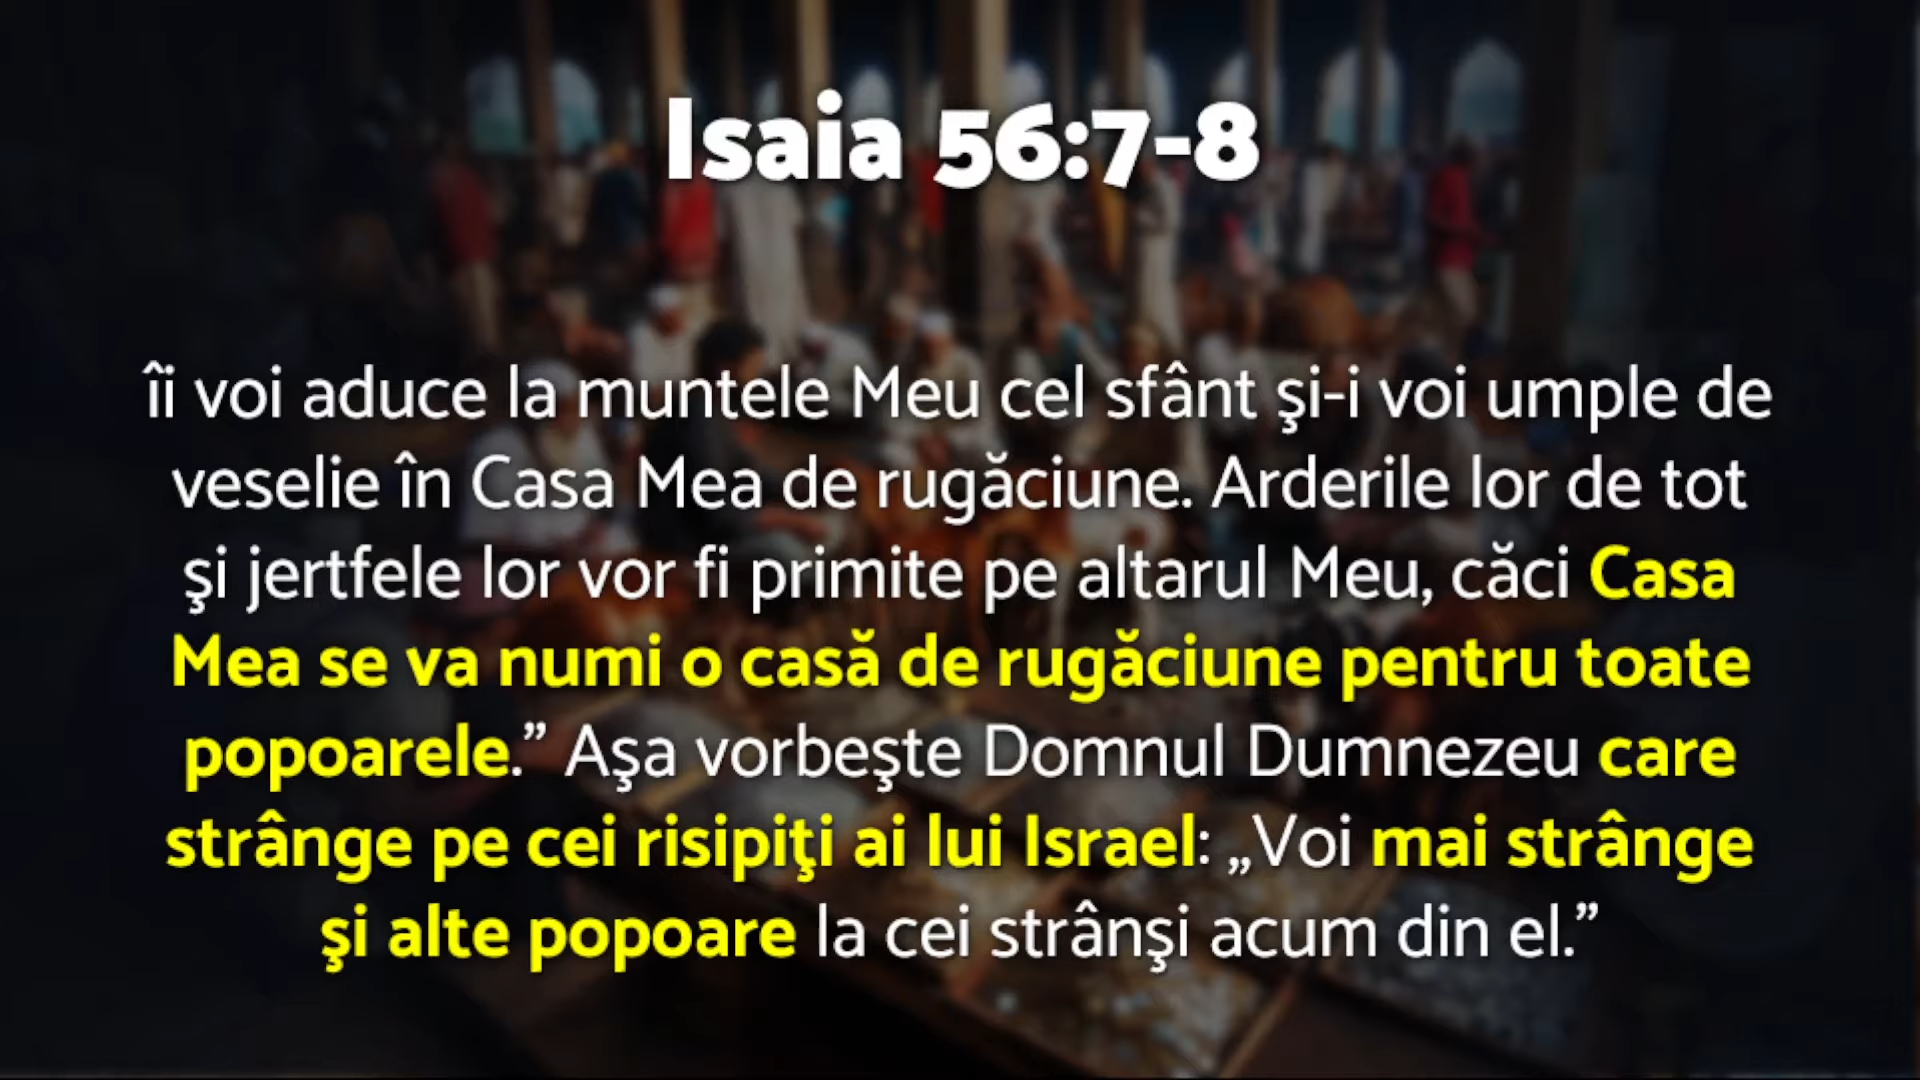 Isaia 56:7-8
îi voi aduce la muntele Meu cel sfânt şi-i voi umple de
veselie în Casa Mea de rugăciune. Arderile lor de tot
şi jertfele lor vor fi primite pe altarul Meu, căci Casa
Mea se va numi o casă de rugăciune pentru toate
popoarele.” Aşa vorbeşte Domnul Dumnezeu care
strânge pe cei risipiţi ai lui Israel: „Voi mai strânge
şi alte popoare la cei strânşi acum din el.”